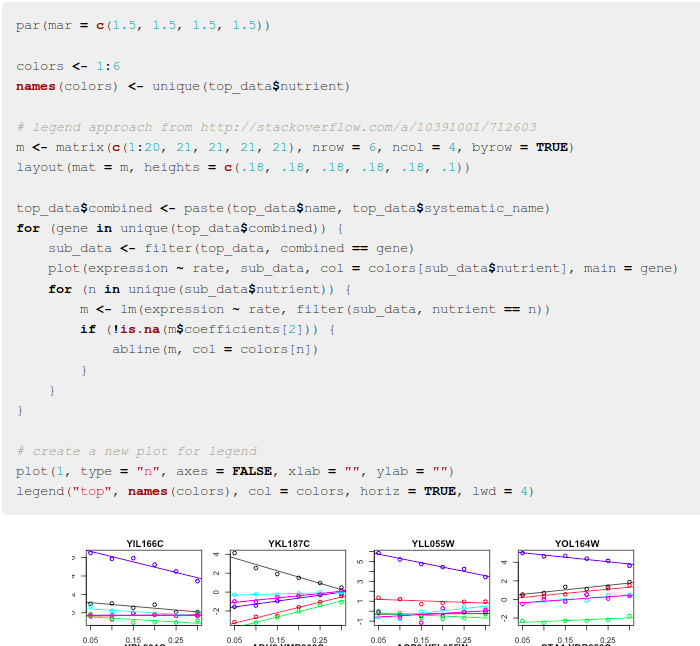 par(mar = c(1.5, 1.5, 1.5, 1.5))
colors <- 1:6
names(colors) <- unique(top_data$nutrient)
# legend approach from http://stackoverflow.com/a/10391001/712603
m <- matrix(c(1:20, 21, 21, 21, 21), nrow = 6, ncol = 4, byrow = TRUE)
layout(mat = m, heights = c(.18, .18, .18, .18, .18, .1))
top_data$combined <- paste(top_data$name, top_data$systematic_name)
for (gene in unique(top_data$combined)) {
    sub_data <- filter(top_data, combined == gene)
    plot(expression ~ rate, sub_data, col = colors[sub_data$nutrient], main = gene)
    for (n in unique(sub_data$nutrient)) {
        m <- lm(expression ~ rate, filter(sub_data, nutrient == n))
        if (!is.na(m$coefficients[2])) {
            abline(m, col = colors[n])
        }
    }
}
# create a new plot for legend
plot(1, type = "n", axes = FALSE, xlab = "", ylab = "")
legend("top", names(colors), col = colors, horiz = TRUE, lwd = 4)
YIL166C YKL187C YLL055W YOL164W
4 5 4
2 3 2
0 1 0
-2 -1 -2
0.05 0.15 0.25 0.05 0.15 0.25 0.05 0.15 0.25 0.05 0.15 0.25